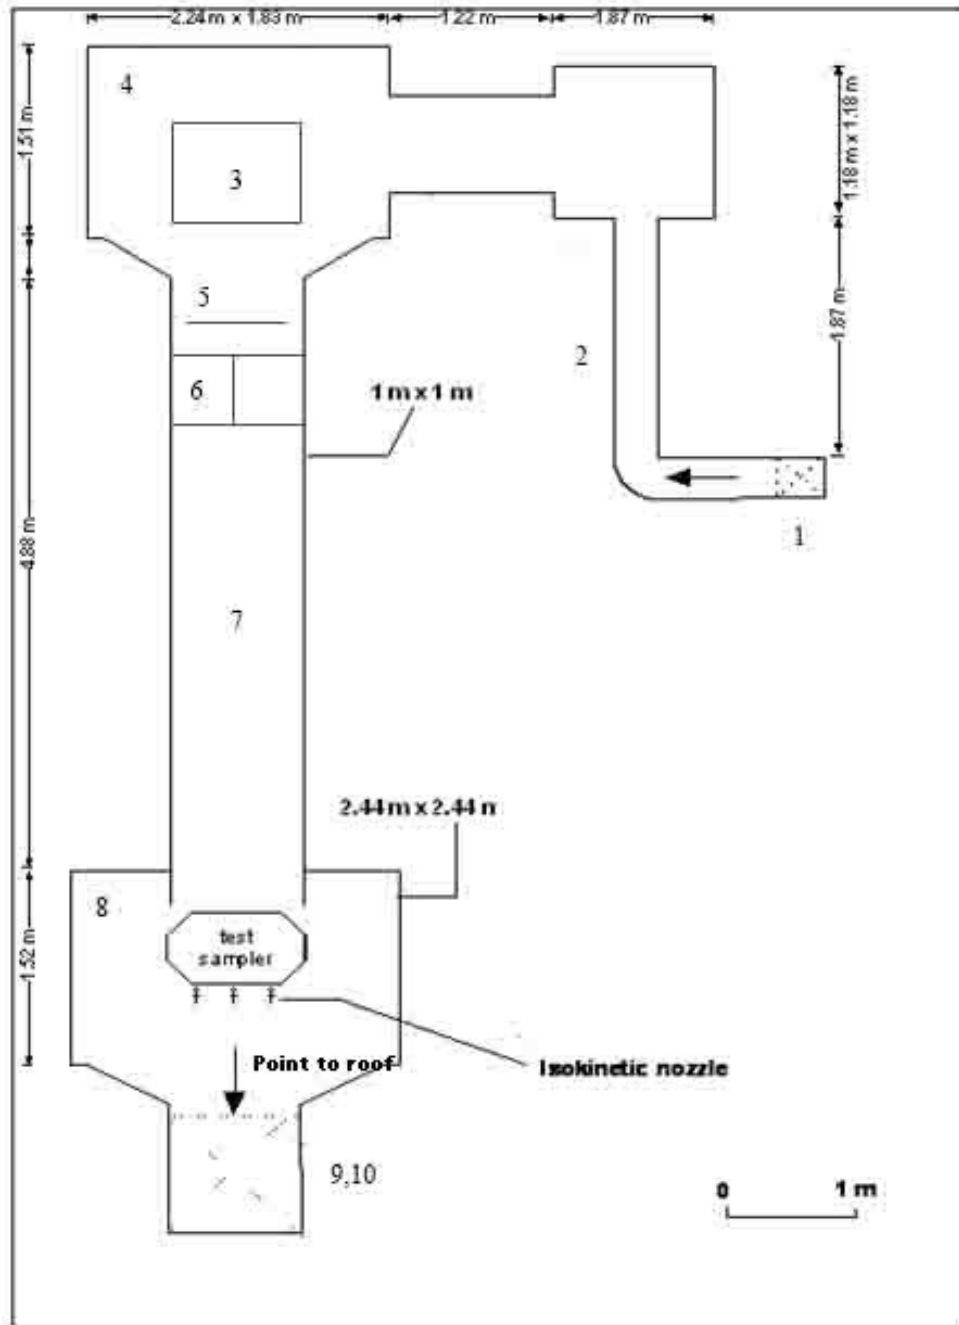 2.24 m x 1.83 m
1.22 m
1.87 m
4
1.51 m
3
1.18 m x 1.18 m
5
2
1.87 m
6
1 m x 1 m
1
4.88 m
7
2.44 m x 2.44 n
8
test
sampler
1.52 m
Point to roof
Isokinetic nozzle
9,10
0
1 m